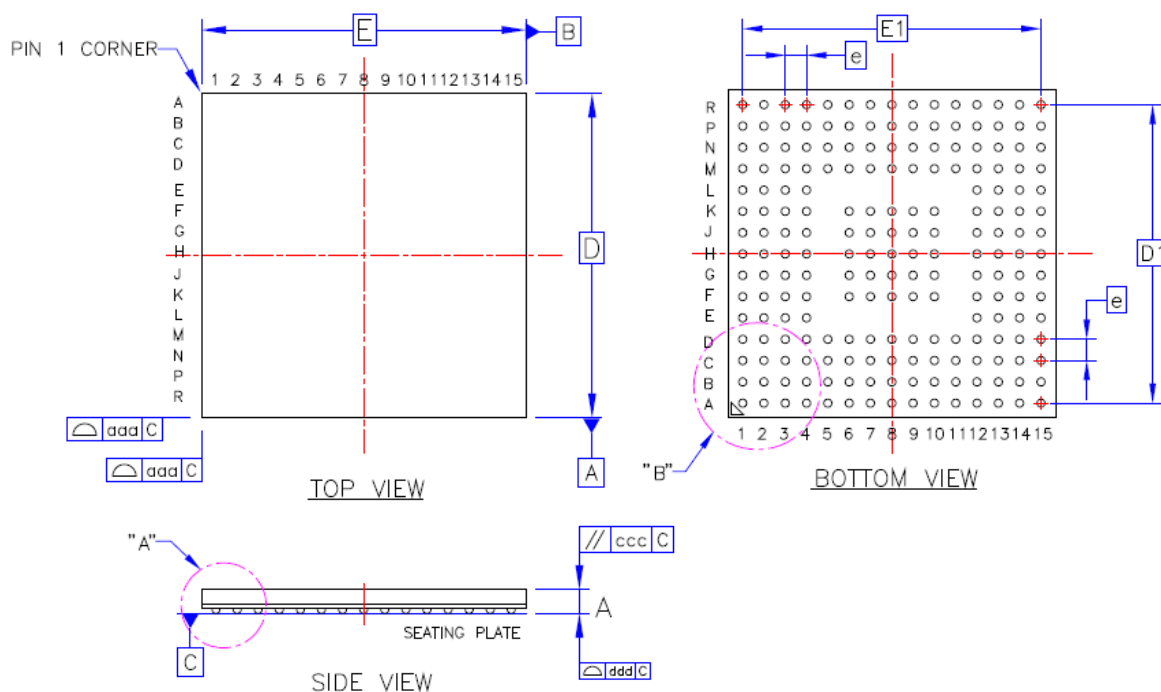 E
B
PIN 1 CORNER
1 2 3 4 5 6 7 8 9 10 11 12 13 14 15
A
B
C
D
E
F
G
H
J
K
L
M
N
P
R
D
aaa C
aaa C
A
TOP VIEW
E1
e
R
P
N
M
L
K
J
H
G
F
E
D
C
B
A
D1
e
1 2 3 4 5 6 7 8 9 10 11 12 13 14 15
"B"
BOTTOM VIEW
"A"
// ccc C
A
SEATING PLATE
C
ddd C
SIDE VIEW